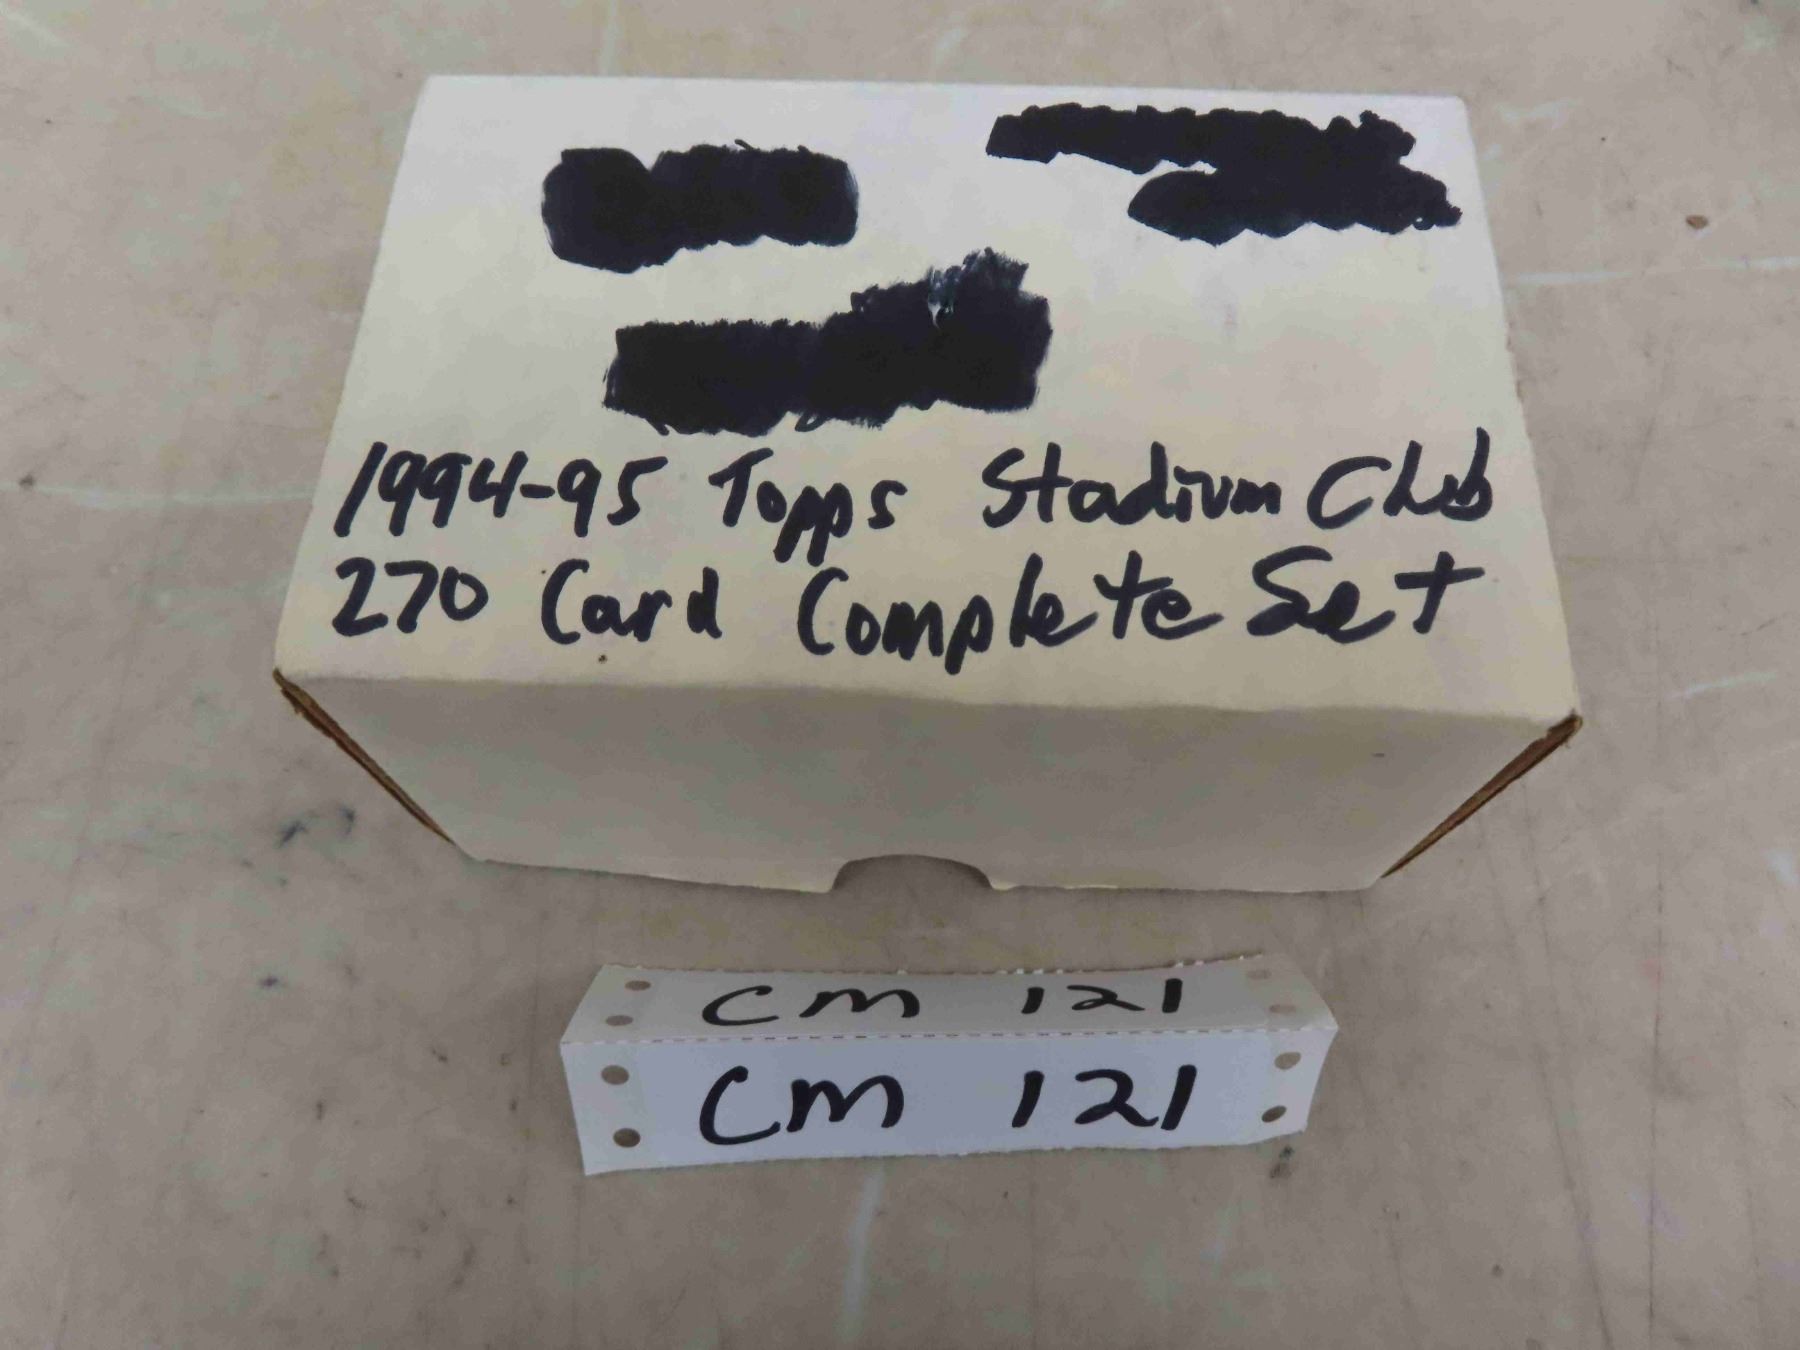 1994-95 Topps Stadium Club
270 Card Complete Set
CM 121
CM 121